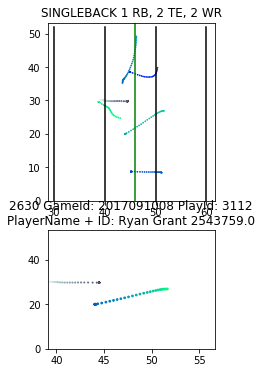 SINGLEBACK 1 RB, 2 TE, 2 WR
50
40
30
20
10
0
30 40 50 60
2630 GameId: 2017091008 PlayId: 3112
PlayerName + ID: Ryan Grant 2543759.0
40
20
0
40 45 50 55